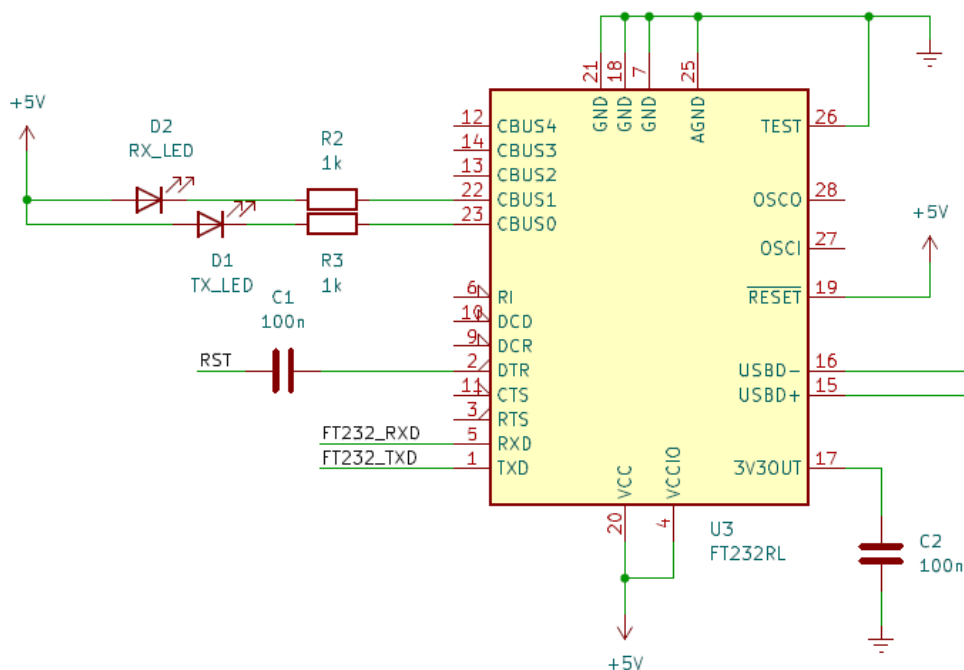 21
18
7
25
GND
GND
GND
AGND
+5V
D2
RX_LED
R2
1k
12
CBUS4
TEST
26
14
CBUS3
13
CBUS2
22
CBUS1
OSCO
28
23
CBUS0
+5V
D1
TX_LED
R3
1k
OSCI
27
C1
100n
6
RI
RESET
19
10
DCD
9
DCR
RST
2
DTR
USBD-
16
11
CTS
USBD+
15
3
RTS
FT232_RXD
5
RXD
FT232_TXD
1
TXD
3V3OUT
17
VCC
VCCIO
20
4
U3
FT232RL
C2
100n
+5V